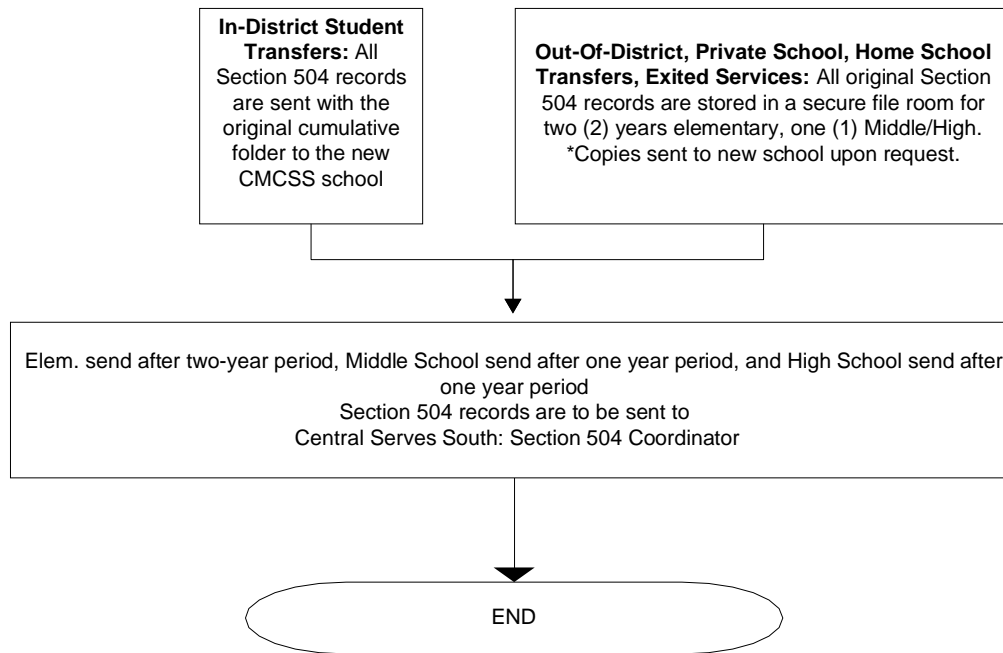 In-District Student
Transfers: All
Section 504 records
are sent with the
original cumulative
folder to the new
CMCSS school
Out-Of-District, Private School, Home School
Transfers, Exited Services: All original Section
504 records are stored in a secure file room for
two (2) years elementary, one (1) Middle/High.
*Copies sent to new school upon request.
Elem. send after two-year period, Middle School send after one year period, and High School send after
one year period
Section 504 records are to be sent to
Central Serves South: Section 504 Coordinator
END